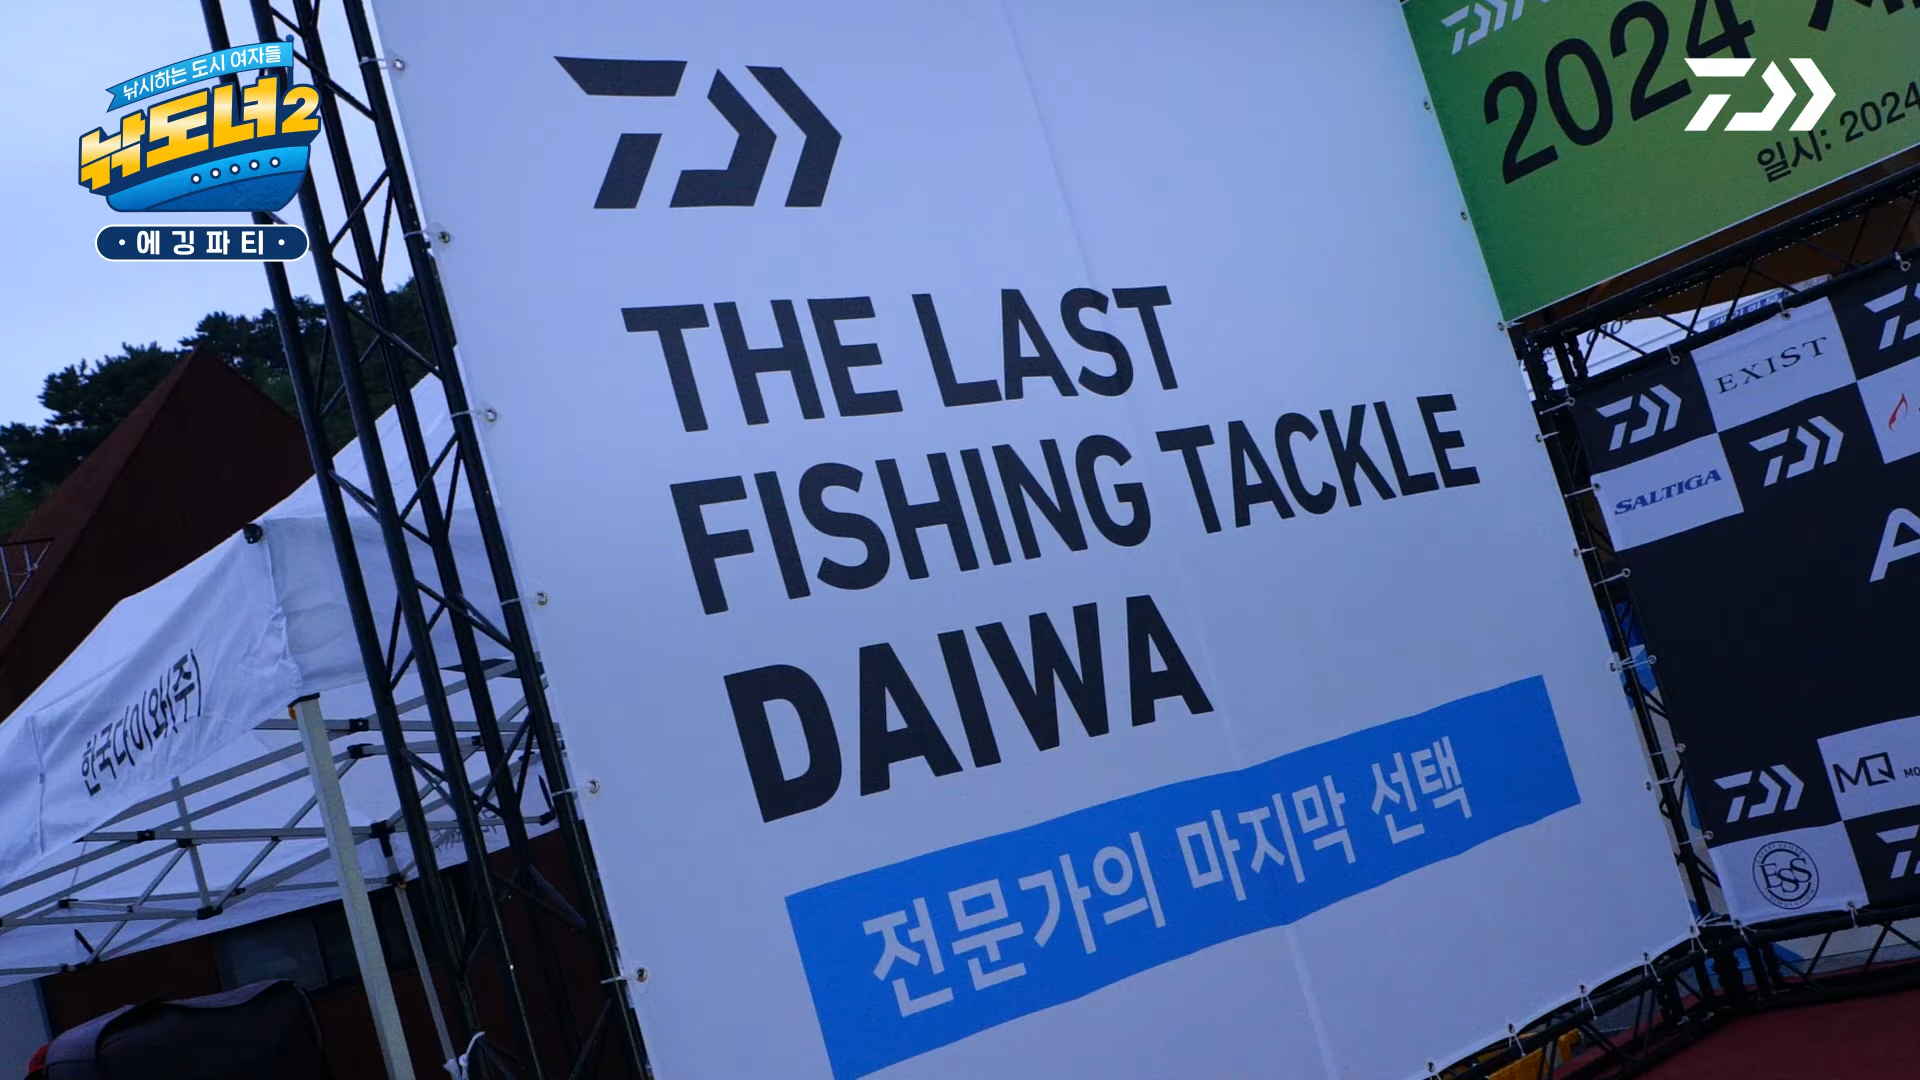 낚시하는 도시 여자들
낚도녀2
·에깅파티·
THE LAST
FISHING TACKLE
DAIWA
전문가의 마지막 선택
한국다이와(주)
2024
일시: 2024
EXIST
SALTIGA
A
MQ
ESS